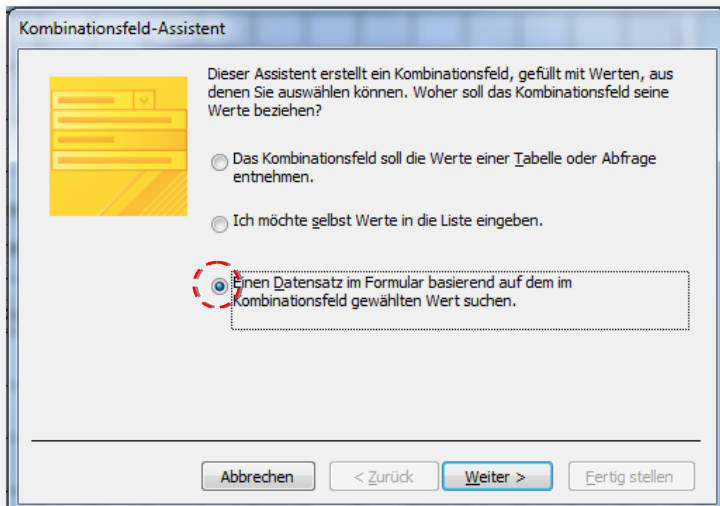 Kombinationsfeld-Assistent
Dieser Assistent erstellt ein Kombinationsfeld, gefüllt mit Werten, aus
denen Sie auswählen können. Woher soll das Kombinationsfeld seine
Werte beziehen?
Das Kombinationsfeld soll die Werte einer Tabelle oder Abfrage
entnehmen.
Ich möchte selbst Werte in die Liste eingeben.
Einen Datensatz im Formular basierend auf dem im
Kombinationsfeld gewählten Wert suchen.
Abbrechen
< Zurück
Weiter >
Fertig stellen